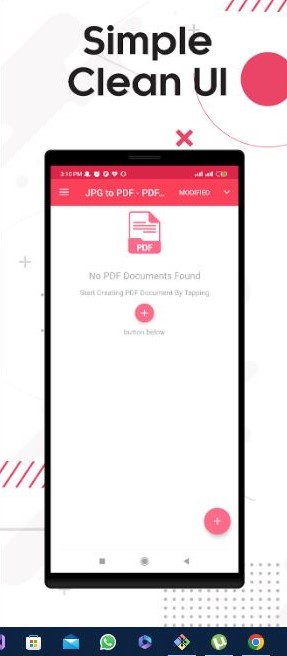 Simple
Clean UI
3:10 PM
JPG to PDF - PDF... MODIFIED
PDF
No PDF Documents Found
Start Creating PDF Document By Tapping
button bellow